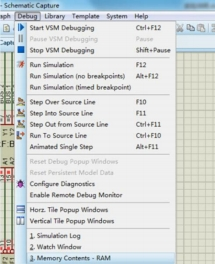 - Schematic Capture
aph Debug Library Template System Help
Start VSM Debugging Ctrl+F12
Pause VSM Debugging Pause
Stop VSM Debugging Shift+Pause
Run Simulation F12
Run Simulation (no breakpoints) Alt+F12
Run Simulation (timed breakpoint)
Step Over Source Line F10
Step Into Source Line F11
Step Out from Source Line Ctrl+F11
Run To Source Line Ctrl+F10
Animated Single Step Alt+F11
Reset Debug Popup Windows
Reset Persistent Model Data
Configure Diagnostics
Enable Remote Debug Monitor
Horz. Tile Popup Windows
Vertical Tile Popup Windows
1. Simulation Log
2. Watch Window
3. Memory Contents - RAM